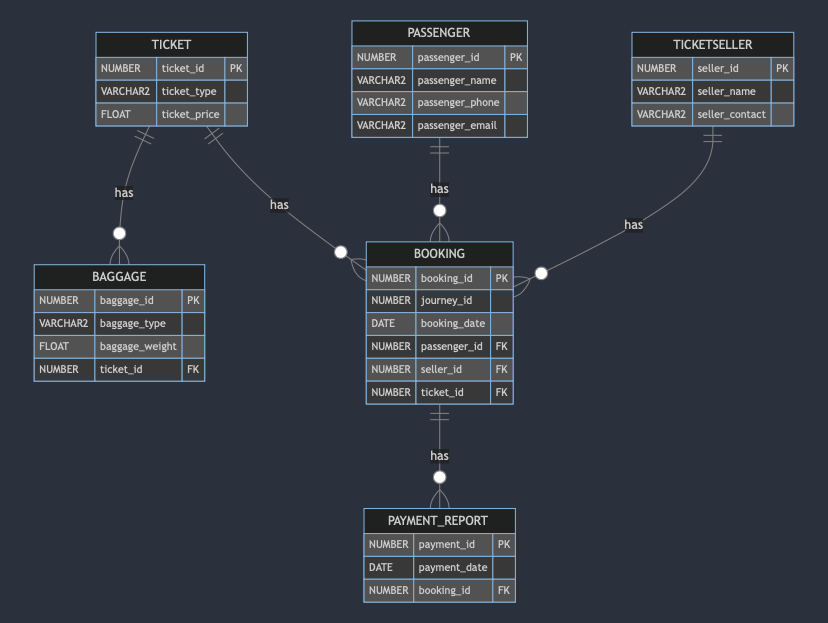 TICKET
NUMBER ticket_id PK
VARCHAR2 ticket_type
FLOAT ticket_price
PASSENGER
NUMBER passenger_id PK
VARCHAR2 passenger_name
VARCHAR2 passenger_phone
VARCHAR2 passenger_email
TICKETSELLER
NUMBER seller_id PK
VARCHAR2 seller_name
VARCHAR2 seller_contact
has
has
has
has
BAGGAGE
NUMBER baggage_id PK
VARCHAR2 baggage_type
FLOAT baggage_weight
NUMBER ticket_id FK
BOOKING
NUMBER booking_id PK
NUMBER journey_id
DATE booking_date
NUMBER passenger_id FK
NUMBER seller_id FK
NUMBER ticket_id FK
has
PAYMENT_REPORT
NUMBER payment_id PK
DATE payment_date
NUMBER booking_id FK